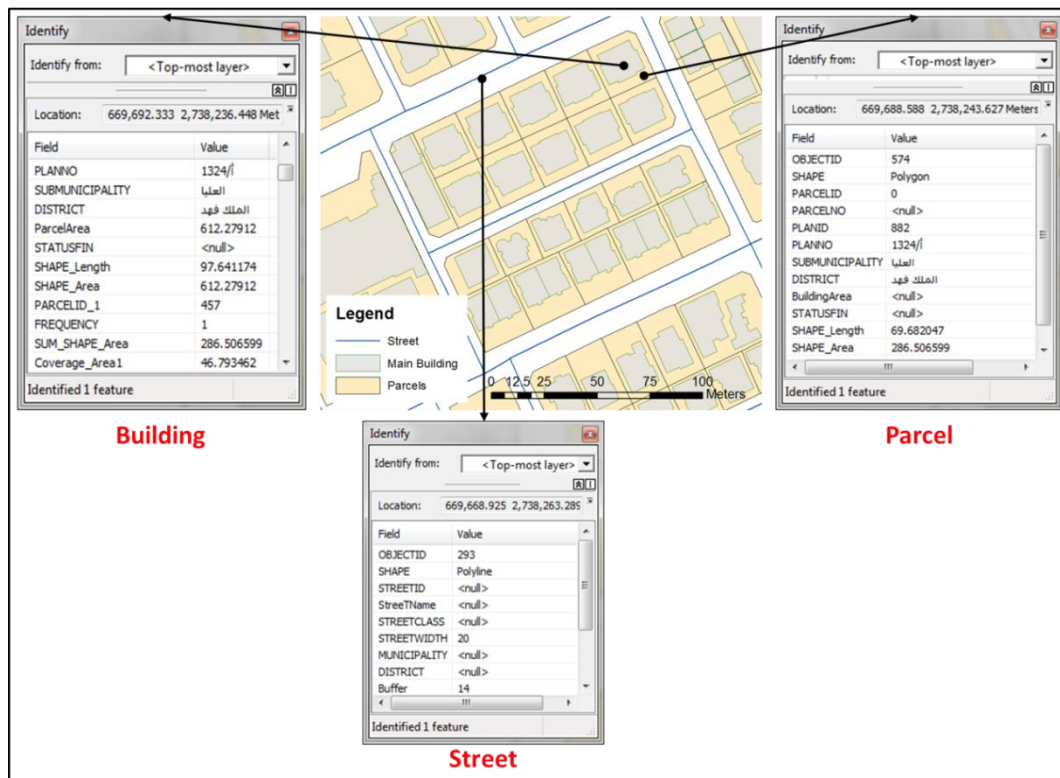 Identify
Identify from: <Top-most layer>
Location: 669,692.333 2,738,236.448 Met
Field Value
PLANNO 1324/أ
SUBMUNICIPALITY العليا
DISTRICT الملك فهد
ParcelArea 612.27912
STATUSFIN <null>
SHAPE_Length 97.641174
SHAPE_Area 612.27912
PARCELID_1 457
FREQUENCY 1
SUM_SHAPE_Area 286.506599
Coverage_Area1 46.793462
Identified 1 feature
Building
Legend
Street
Main Building
Parcels
0 12.5 25 50 75 100
Meters
Identify
Identify from: <Top-most layer>
Location: 669,688.588 2,738,243.627 Meters
Field Value
OBJECTID 574
SHAPE Polygon
PARCELID 0
PARCELNO <null>
PLANID 882
PLANNO 1324/أ
SUBMUNICIPALITY العليا
DISTRICT الملك فهد
BuildingArea <null>
STATUSFIN <null>
SHAPE_Length 69.682047
SHAPE_Area 286.506599
Identified 1 feature
Parcel
Identify
Identify from: <Top-most layer>
Location: 669,668.925 2,738,263.289
Field Value
OBJECTID 293
SHAPE Polyline
STREETID <null>
StreeTName <null>
STREETCLASS <null>
STREETWIDTH 20
MUNICIPALITY <null>
DISTRICT <null>
Buffer 14
Identified 1 feature
Street